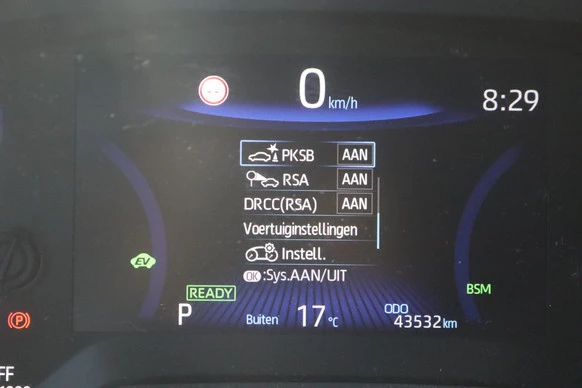 0 km/h
8:29
PKSB AAN
RSA AAN
DRCC(RSA) AAN
Voertuiginstellingen
Instell.
OK :Sys.AAN/UIT
EV
READY
BSM
P
Buiten 17 °C
ODO
43532 km
(P)
FF